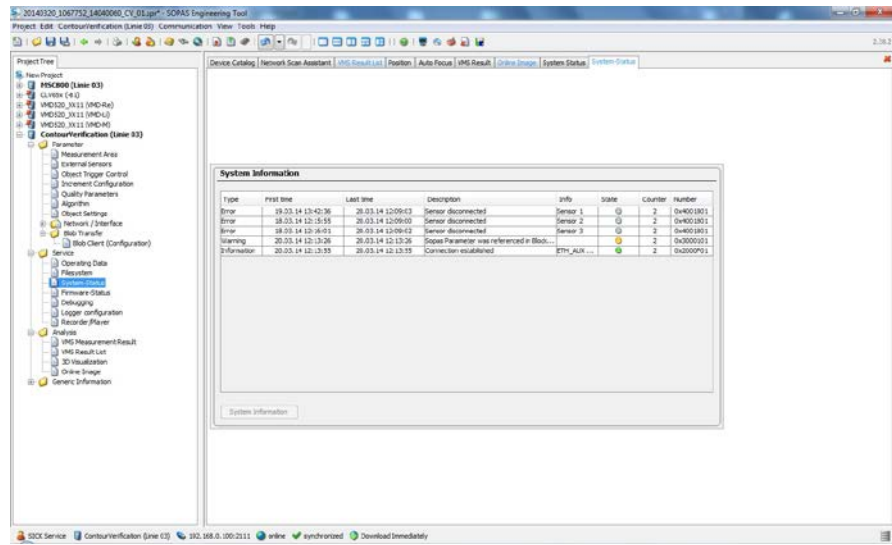 20140320_1067752_14040060_CV_01.spr* - SOPAS Engineering Tool
Project Edit ContourVerification (Linie 03) Communication View Tools Help
Project Tree
Device Catalog Network Scan Assistant VMS Result List Position Auto Focus VMS Result Online Image System Status System-Status
New Project
MSC800 (Linie 03)
VMD520_XX11 (VMD-Re)
VMD520_XX11 (VMD-Li)
VMD520_XX11 (VMD-M)
ContourVerification (Linie 03)
Parameter
Measurement Area
External Sensors
Object Trigger Control
Increment Configuration
Quality Parameters
Algorithm
Object Settings
Network / Interface
Blob Transfer
Blob Client (Configuration)
Service
Operating Data
Filesystem
System-Status
Firmware-Status
Debugging
Logger configuration
Recorder/Player
Analysis
VMS Measurement Result
VMS Result List
3D Visualization
Online Image
Generic Information
System Information
Type First time Last time Description Info State Counter Number
Error 19.03.14 13:42:36 20.03.14 12:09:03 Sensor disconnected Sensor 1 2 0x4001801
Error 18.03.14 12:15:55 20.03.14 12:09:00 Sensor disconnected Sensor 2 2 0x4001801
Error 18.03.14 12:16:01 20.03.14 12:09:02 Sensor disconnected Sensor 3 2 0x4001801
Warning 20.03.14 12:13:26 20.03.14 12:13:26 Sopas Parameter was referenced in Block... 2 0x3000101
Information 20.03.14 12:13:55 20.03.14 12:13:55 Connection established ETH_AUX ... 2 0x2000F01
System Information
SICK Service ContourVerification (Linie 03) 192.168.0.100:2111 online synchronized Download Immediately